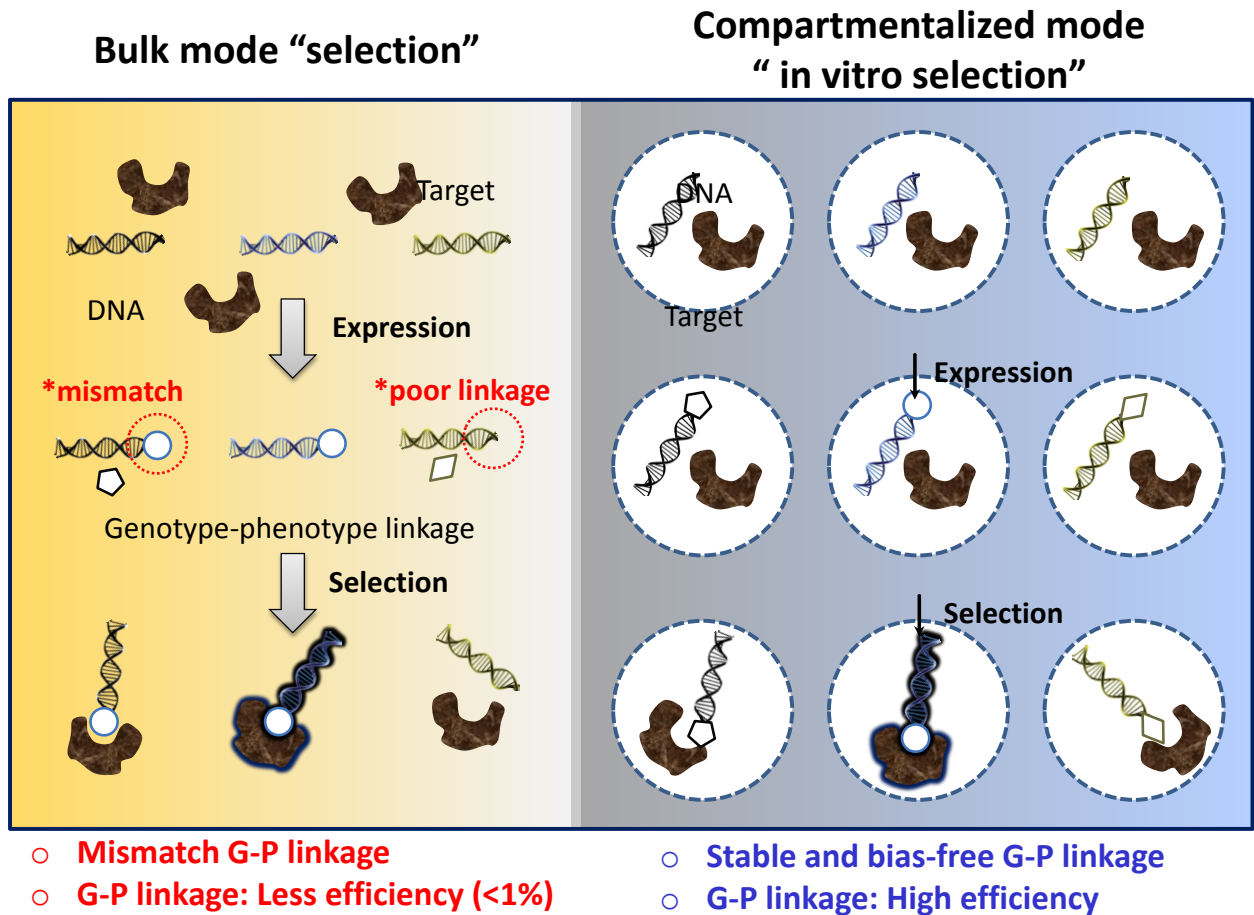 Bulk mode “selection”
Compartmentalized mode
“ in vitro selection”
Target
DNA
Expression
*mismatch
*poor linkage
Genotype-phenotype linkage
Selection
DNA
Target
Expression
Selection
○ Mismatch G-P linkage
○ G-P linkage: Less efficiency (<1%)
○ Stable and bias-free G-P linkage
○ G-P linkage: High efficiency